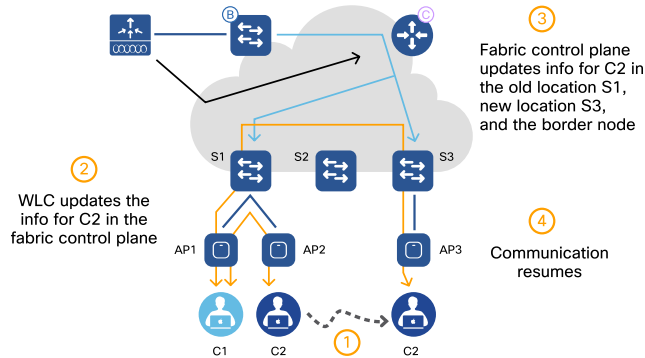 B
C
3
Fabric control plane
updates info for C2 in
the old location S1,
new location S3,
and the border node
S1
S2
S3
2
WLC updates the
info for C2 in the
fabric control plane
AP1
AP2
AP3
4
Communication
resumes
1
C1
C2
C2